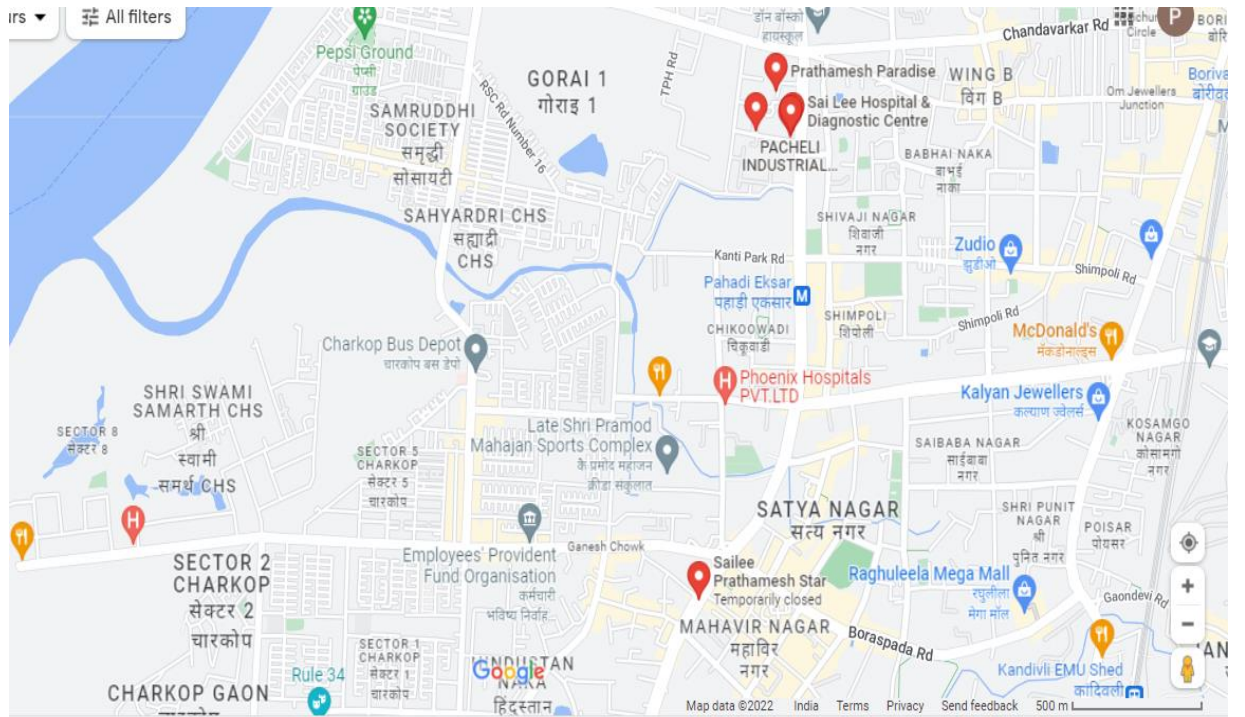 urs
All filters
Pepsi Ground
पेप्सी
ग्राउंड
GORAI 1
गोराइ 1
TPH Rd
डॉन बॉस्को
हायस्कूल
Chandavarkar Rd
Circle
P
BORI
बोरि
SAMRUDDHI
SOCIETY
समृद्धी
सोसायटी
RSC Rd Number 16
Prathamesh Paradise
WING B
विंग B
Om Jewellers
Junction
Boriva
बोरीव
Sai Lee Hospital &
Diagnostic Centre
PACHELI
INDUSTRIAL...
BABHAI NAKA
बाभई
नाका
SAHYARDRI CHS
सह्याद्री
CHS
SHIVAJI NAGAR
शिवाजी
नगर
Kanti Park Rd
Zudio
झुडीओ
Shimpoli Rd
Pahadi Eksar
पहाड़ी एकसार
M
CHIKOOWADI
चिकूवाडी
SHIMPOLI
शिंपोली
Shimpoli Rd
McDonald's
मॅकडोनाल्ड्स
Charkop Bus Depot
चारकोप बस डेपो
H
Phoenix Hospitals
PVT.LTD
Kalyan Jewellers
कल्याण ज्वेलर्स
SHRI SWAMI
SAMARTH CHS
श्री
स्वामी
समर्थ CHS
SECTOR 8
सेक्टर 8
SECTOR 5
CHARKOP
सेक्टर 5
चारकोप
Late Shri Pramod
Mahajan Sports Complex
कै प्रमोद महाजन
क्रीडा संकुलात
SAIBABA NAGAR
साईबाबा
नगर
KOSAMGO
NAGAR
कोसामगो
नगर
H
SATYA NAGAR
सत्य नगर
SHRI PUNIT
NAGAR
श्री
पुनित नगर
POISAR
पोयसर
SECTOR 2
CHARKOP
सेक्टर 2
चारकोप
Employees' Provident
Fund Organisation
कर्मचारी
भविष्य निर्वाह...
Ganesh Chowk
Sailee
Prathamesh Star
Temporarily closed
Raghuleela Mega Mall
रघुलीला
मेगा मॉल
Gaondevi Rd
MAHAVIR NAGAR
महाविर
नगर
Boraspada Rd
SECTOR 1
CHARKOP
सेक्टर 1
चारकोप
Rule 34
Google
HINDUSTAN
NAKA
हिंदुस्तान
Kandivli EMU Shed
कांदिवली
CHARKOP GAON
Map data ©2022
India
Terms
Privacy
Send feedback
500 m